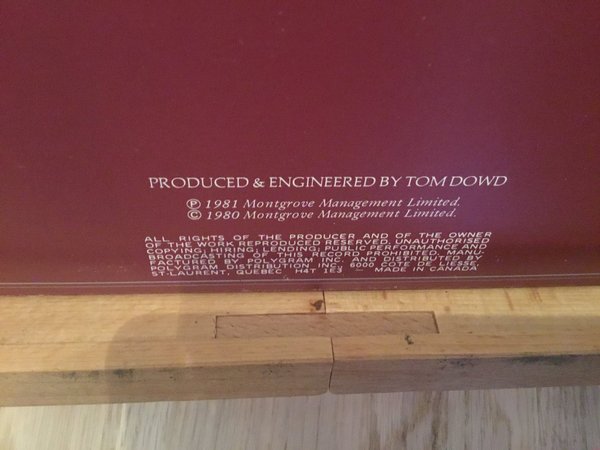 PRODUCED & ENGINEERED BY TOM DOWD
℗ 1981 Montgrove Management Limited.
© 1980 Montgrove Management Limited.
ALL RIGHTS OF THE PRODUCER AND OF THE OWNER
OF THE WORK REPRODUCED RESERVED. UNAUTHORISED
COPYING; HIRING; LENDING; PUBLIC PERFORMANCE AND
BROADCASTING OF THIS RECORD PROHIBITED. MANU-
FACTURED BY POLYGRAM INC. AND DISTRIBUTED BY
POLYGRAM DISTRIBUTION INC., 6000 COTE DE LIESSE,
ST-LAURENT, QUEBEC H4T 1E3 — MADE IN CANADA.